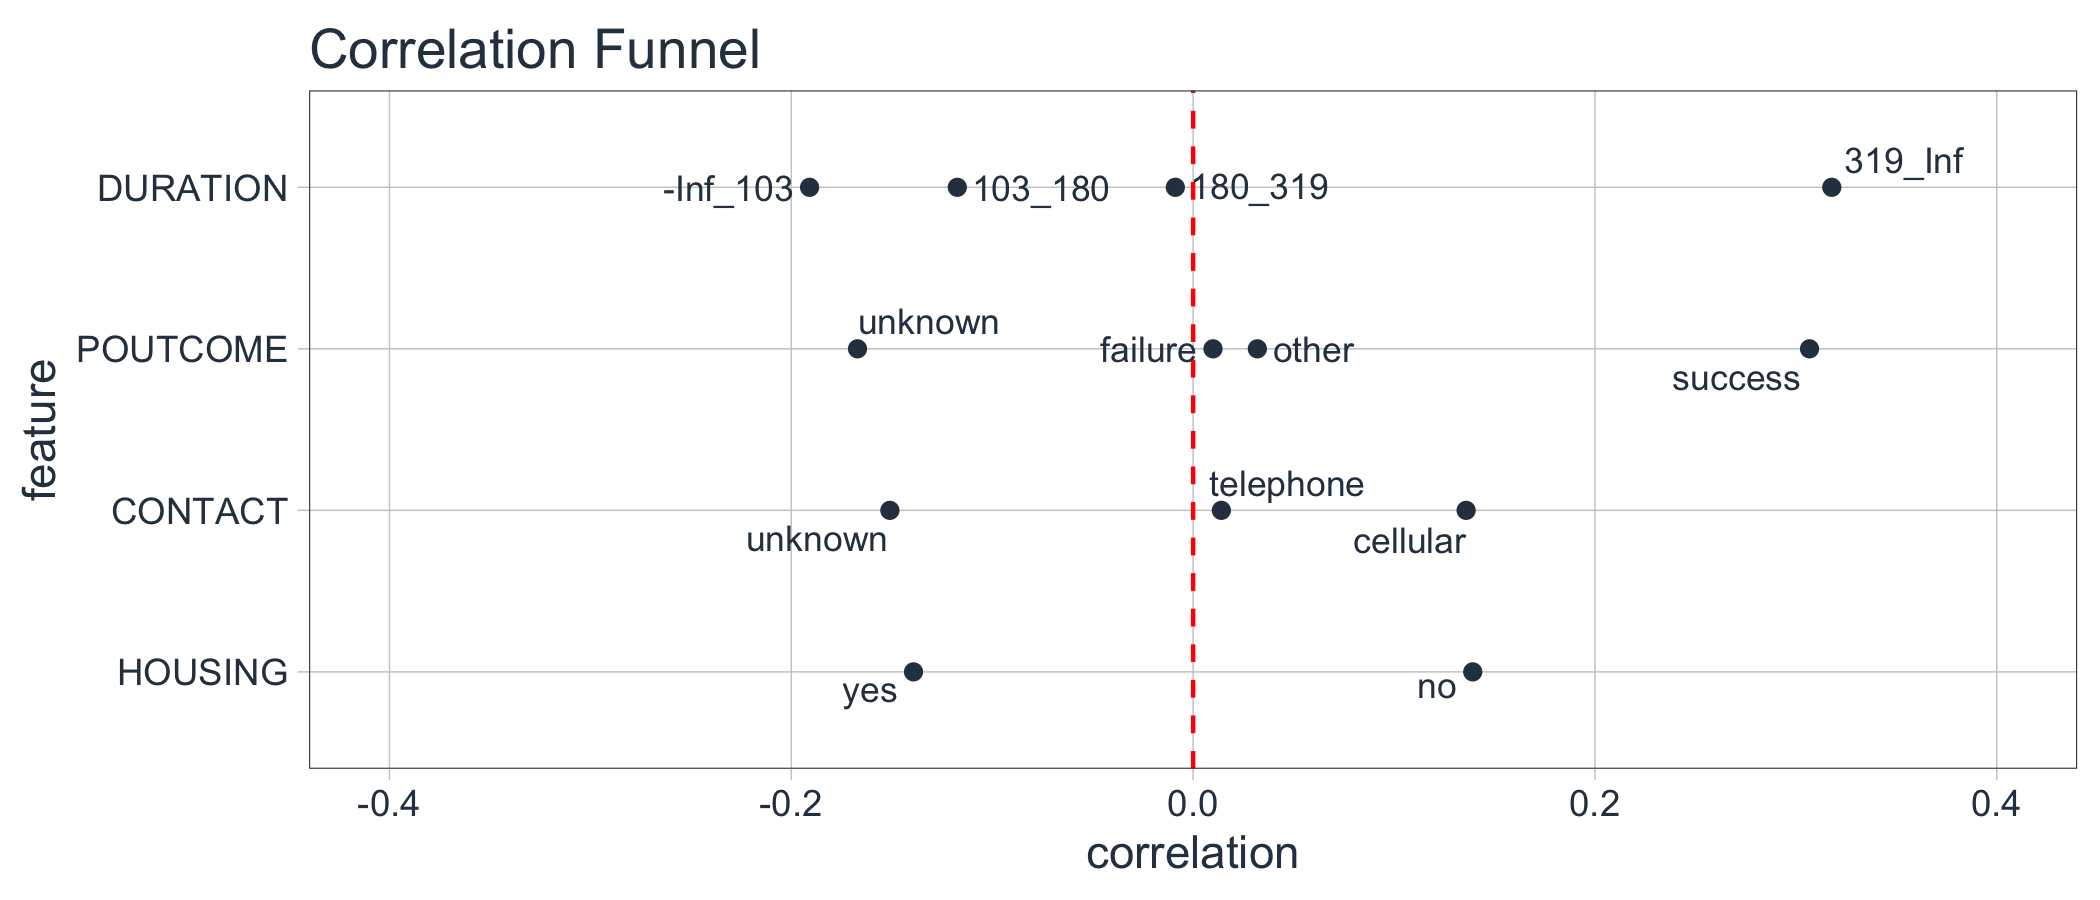 Correlation Funnel
DURATION
-Inf_103
103_180
180_319
319_Inf
POUTCOME
unknown
failure
other
success
CONTACT
unknown
telephone
cellular
HOUSING
yes
no
feature
-0.4
-0.2
0.0
0.2
0.4
correlation